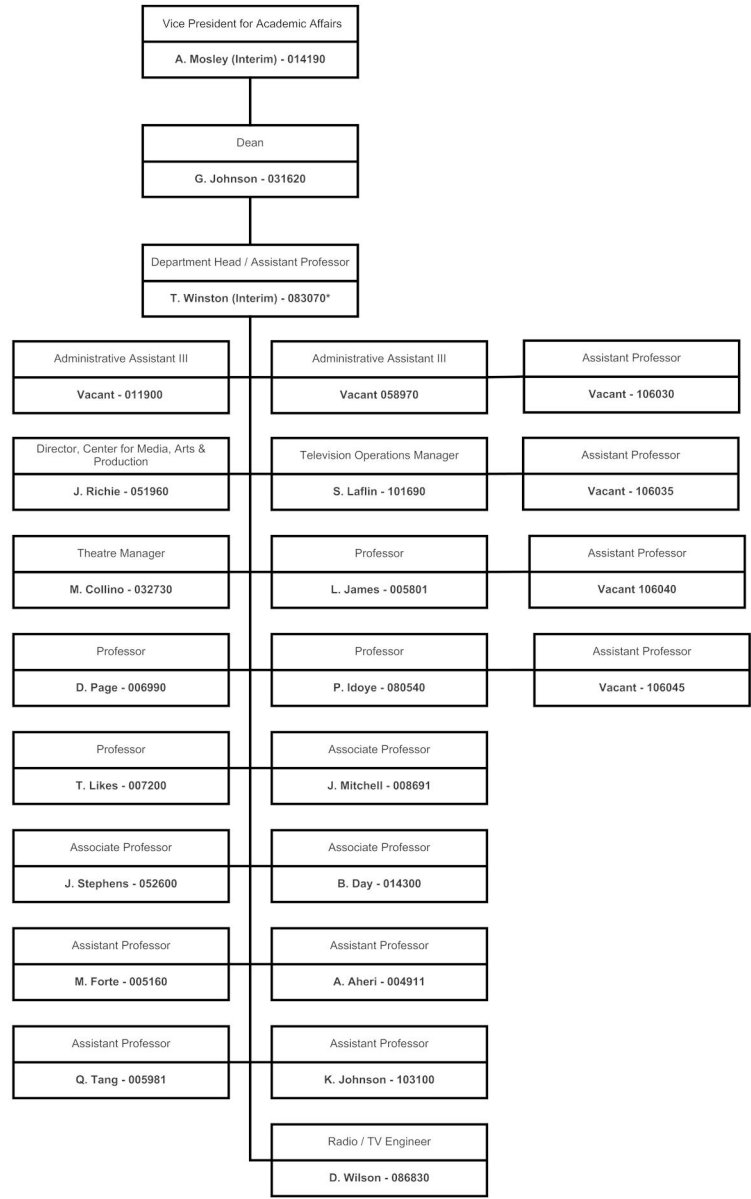 Vice President for Academic Affairs
A. Mosley (Interim) - 014190
Dean
G. Johnson - 031620
Department Head / Assistant Professor
T. Winston (Interim) - 083070*
Administrative Assistant III
Vacant - 011900
Administrative Assistant III
Vacant 058970
Assistant Professor
Vacant - 106030
Director, Center for Media, Arts &
Production
J. Richie - 051960
Television Operations Manager
S. Laflin - 101690
Assistant Professor
Vacant - 106035
Theatre Manager
M. Collino - 032730
Professor
L. James - 005801
Assistant Professor
Vacant 106040
Professor
D. Page - 006990
Professor
P. Idoye - 080540
Assistant Professor
Vacant - 106045
Professor
T. Likes - 007200
Associate Professor
J. Mitchell - 008691
Associate Professor
J. Stephens - 052600
Associate Professor
B. Day - 014300
Assistant Professor
M. Forte - 005160
Assistant Professor
A. Aheri - 004911
Assistant Professor
Q. Tang - 005981
Assistant Professor
K. Johnson - 103100
Radio / TV Engineer
D. Wilson - 086830